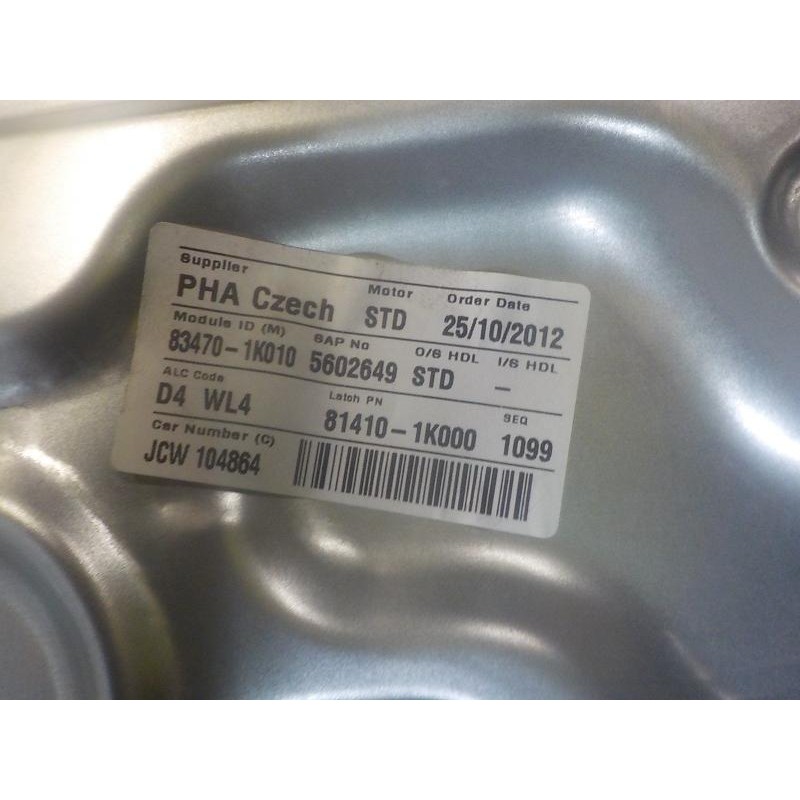 Supplier Motor Order Date
PHA Czech STD 25/10/2012
Module ID (M) SAP No O/S HDL I/S HDL
83470-1K010 5602649 STD –
ALC Code Latch PN SEQ
D4 WL4 81410-1K000 1099
Car Number (C)
JCW 104864